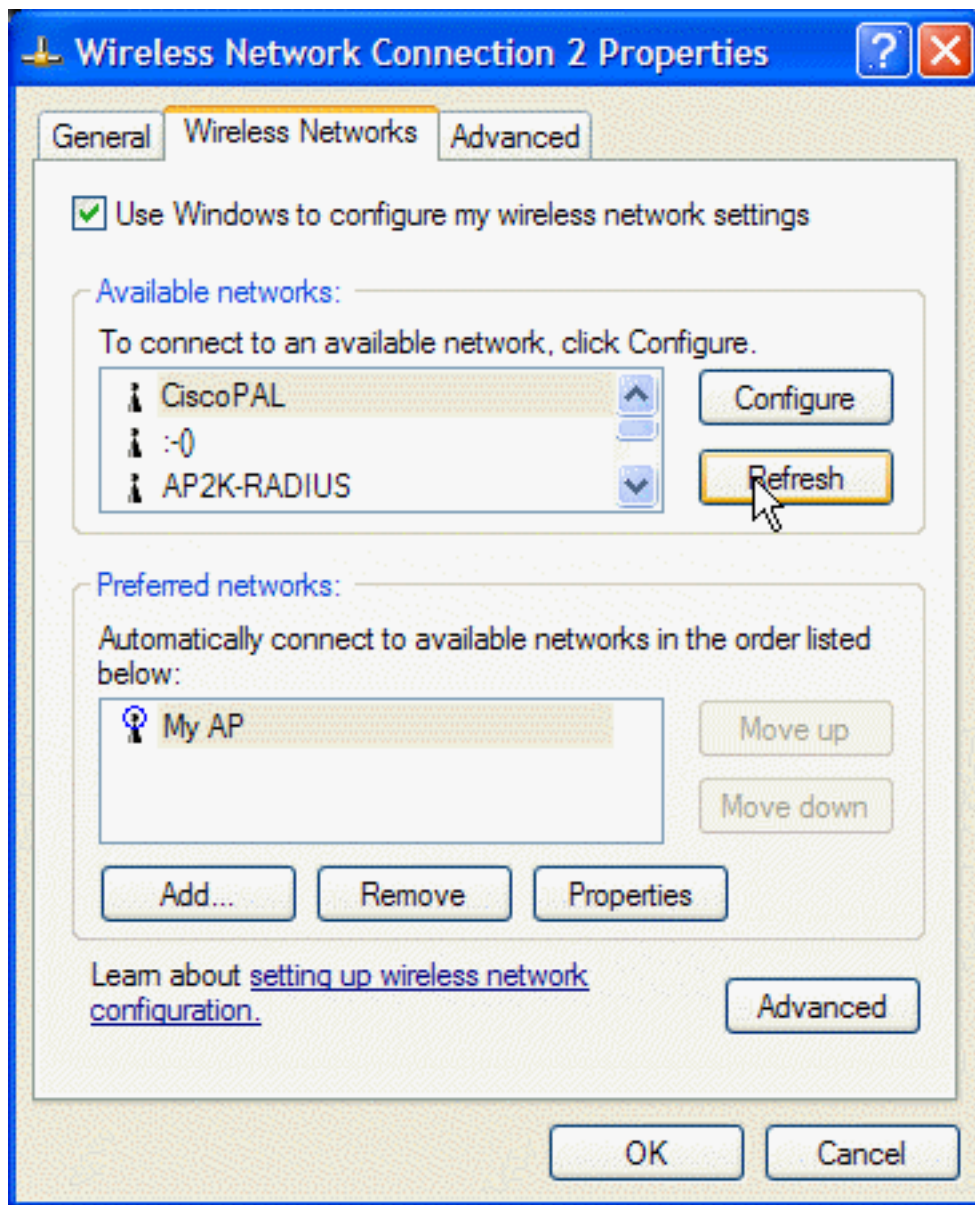 Wireless Network Connection 2 Properties
General
Wireless Networks
Advanced
Use Windows to configure my wireless network settings
Available networks:
To connect to an available network, click Configure.
CiscoPAL
:-()
AP2K-RADIUS
Configure
Refresh
Preferred networks:
Automatically connect to available networks in the order listed
below:
My AP
Move up
Move down
Add...
Remove
Properties
Learn about setting up wireless network
configuration.
Advanced
OK
Cancel